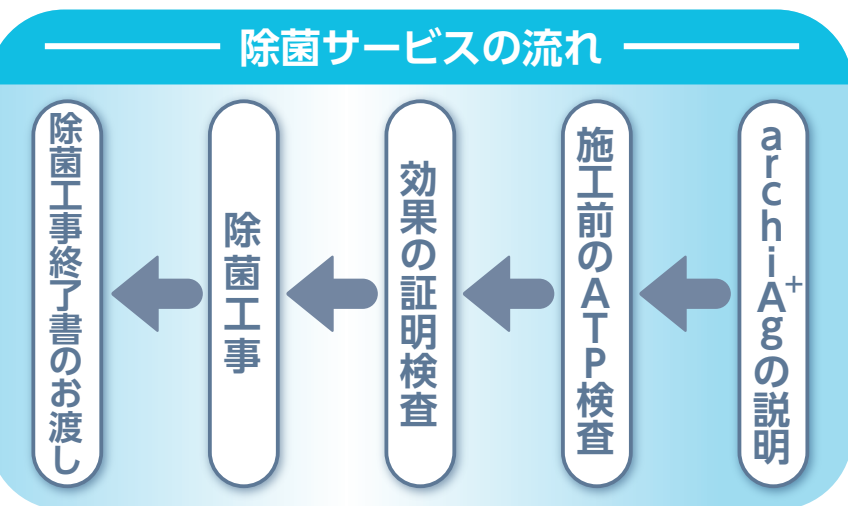 除菌サービスの流れ
archiAg⁺の説明
施工前のATP検査
効果の証明検査
除菌工事
除菌工事終了書のお渡し